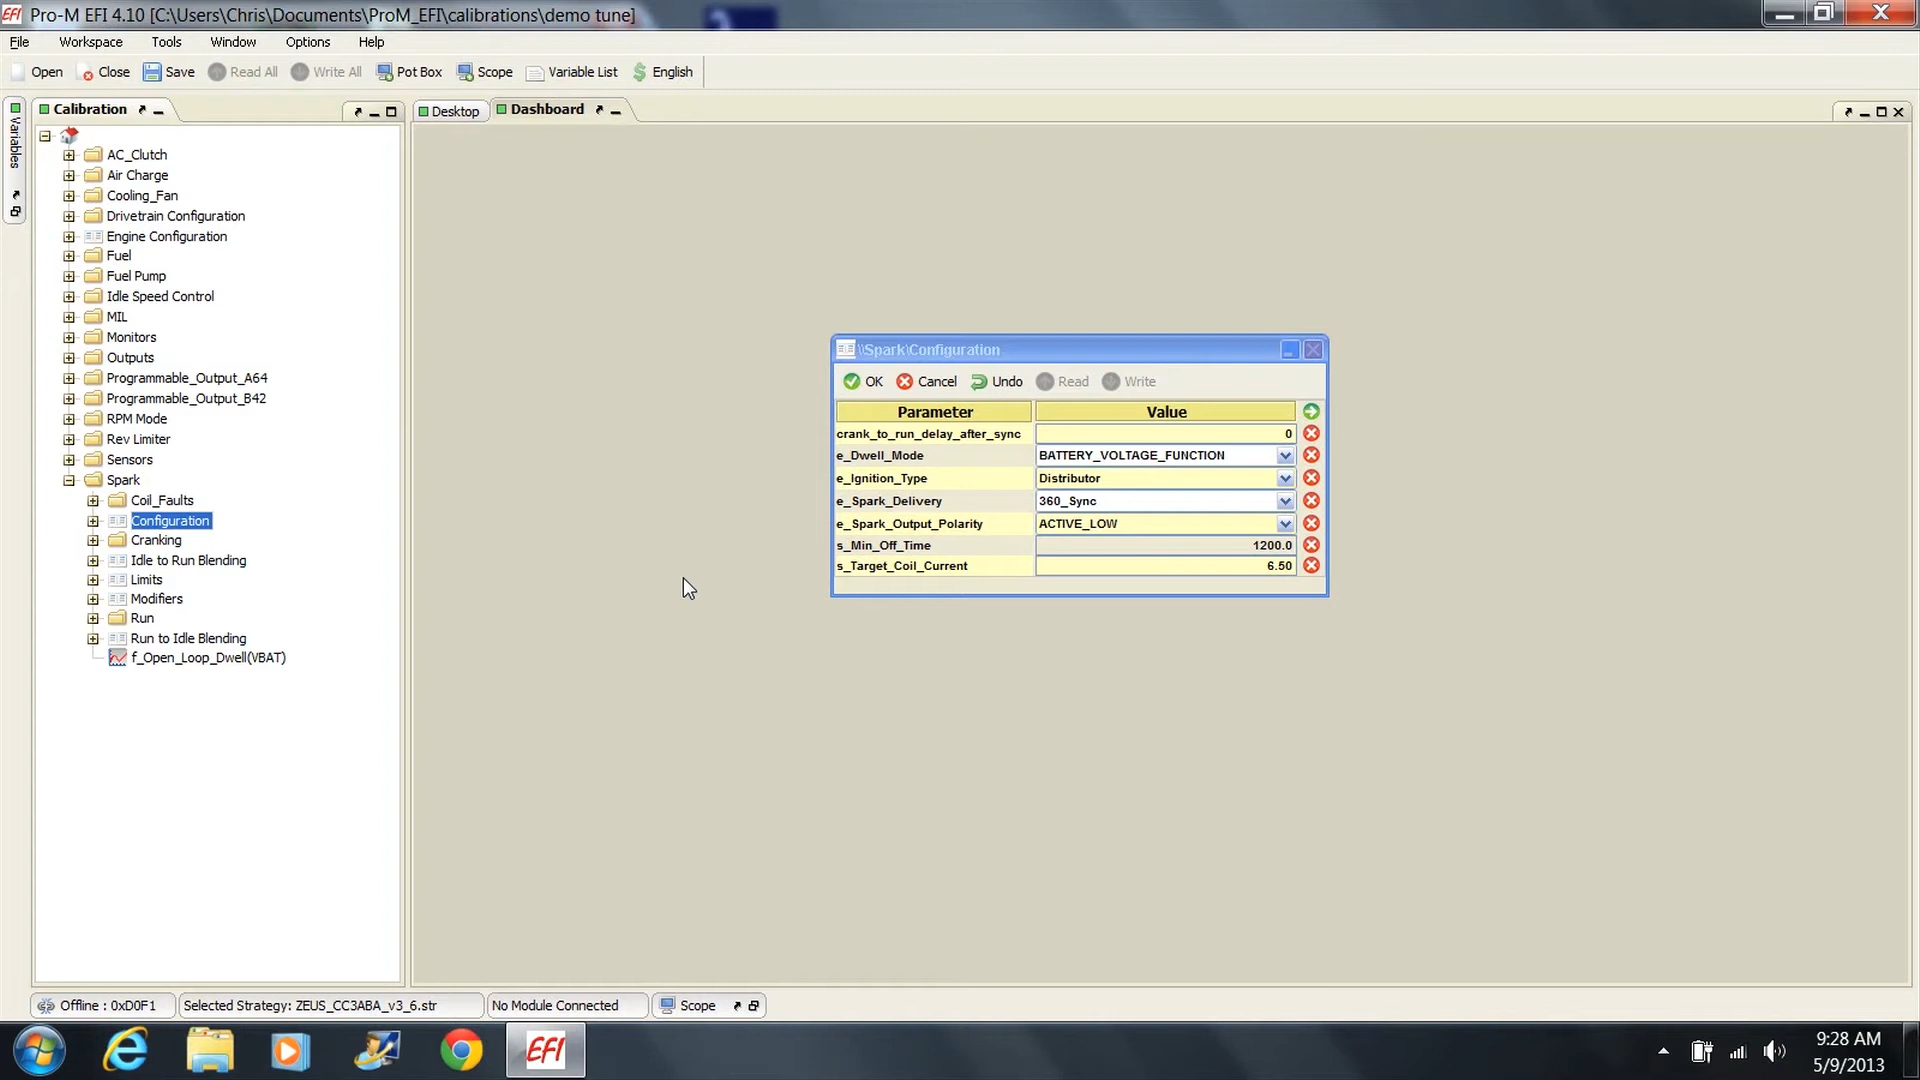 EFI Pro-M EFI 4.10 [C:\Users\Chris\Documents\ProM_EFI\calibrations\demo tune]
File Workspace Tools Window Options Help
Open Close Save Read All Write All Pot Box Scope Variable List English
Variables
Calibration
Desktop
Dashboard
AC_Clutch
Air Charge
Cooling_Fan
Drivetrain Configuration
Engine Configuration
Fuel
Fuel Pump
Idle Speed Control
MIL
Monitors
Outputs
Programmable_Output_A64
Programmable_Output_B42
RPM Mode
Rev Limiter
Sensors
Spark
Coil_Faults
Configuration
Cranking
Idle to Run Blending
Limits
Modifiers
Run
Run to Idle Blending
f_Open_Loop_Dwell(VBAT)
\\Spark\Configuration
OK Cancel Undo Read Write
Parameter Value
crank_to_run_delay_after_sync 0
e_Dwell_Mode BATTERY_VOLTAGE_FUNCTION
e_Ignition_Type Distributor
e_Spark_Delivery 360_Sync
e_Spark_Output_Polarity ACTIVE_LOW
s_Min_Off_Time 1200.0
s_Target_Coil_Current 6.50
Offline : 0xD0F1 Selected Strategy: ZEUS_CC3ABA_v3_6.str No Module Connected Scope
EFI
9:28 AM
5/9/2013